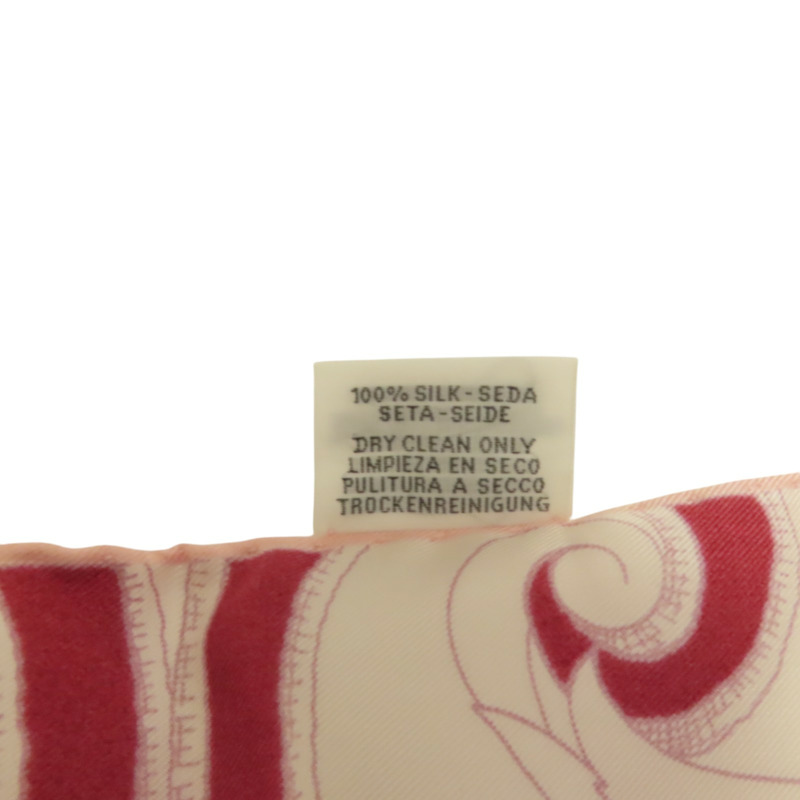 100% SILK-SEDA
SETA-SEIDE
DRY CLEAN ONLY
LIMPIEZA EN SECO
PULITURA A SECCO
TROCKENREINIGUNG